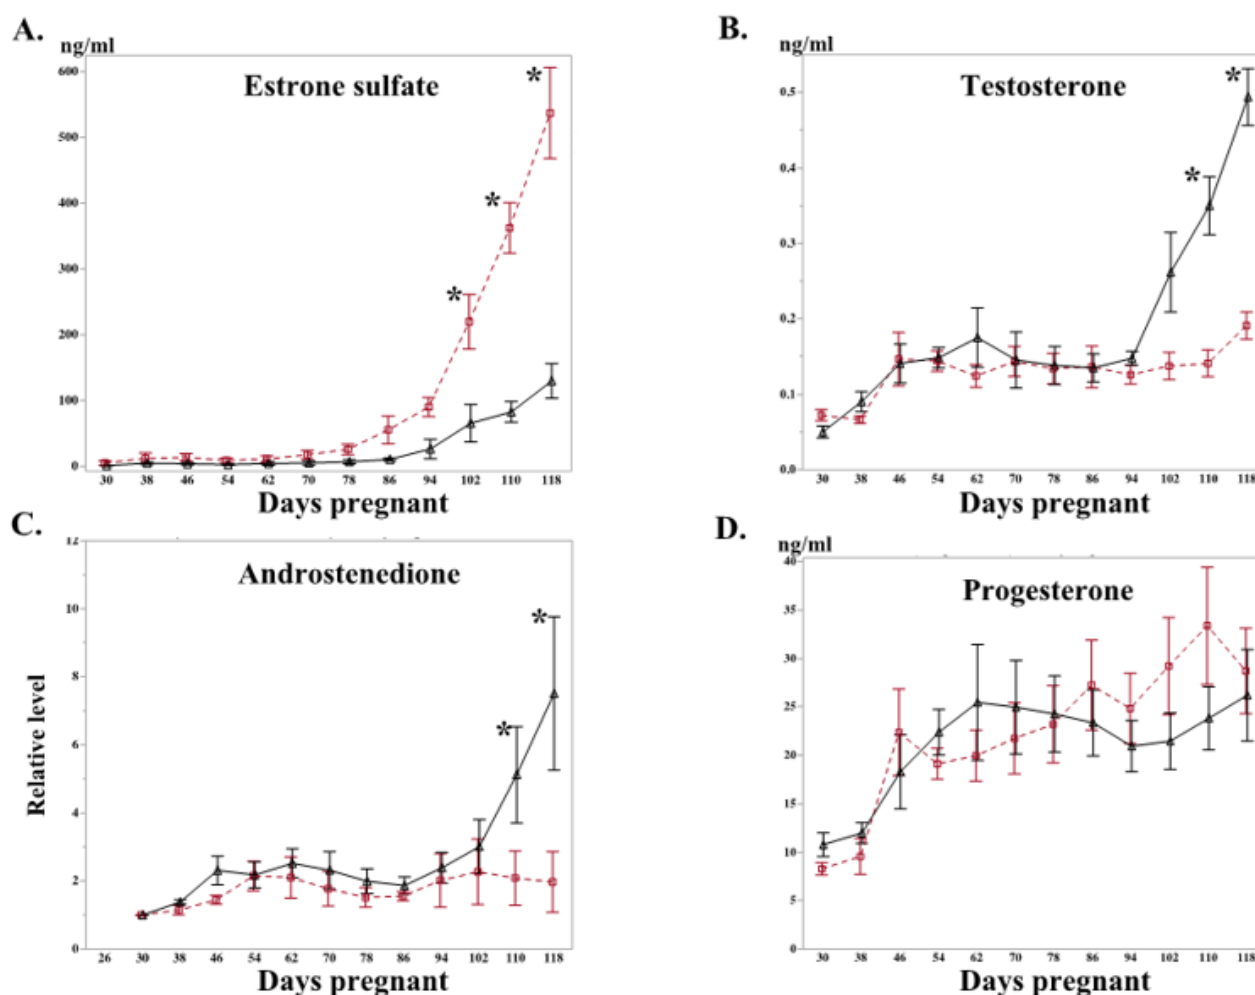 A.
ng/ml
Estrone sulfate
*
*
*
600
500
400
300
200
100
0
30 38 46 54 62 70 78 86 94 102 110 118
Days pregnant
B.
ng/ml
Testosterone
*
*
0.5
0.4
0.3
0.2
0.1
0.0
30 38 46 54 62 70 78 86 94 102 110 118
Days pregnant
C.
Androstenedione
*
*
Relative level
12
10
8
6
4
2
0
26 30 38 46 54 62 70 78 86 94 102 110 118
Days pregnant
D.
ng/ml
Progesterone
40
35
30
25
20
15
10
5
0
30 38 46 54 62 70 78 86 94 102 110 118
Days pregnant